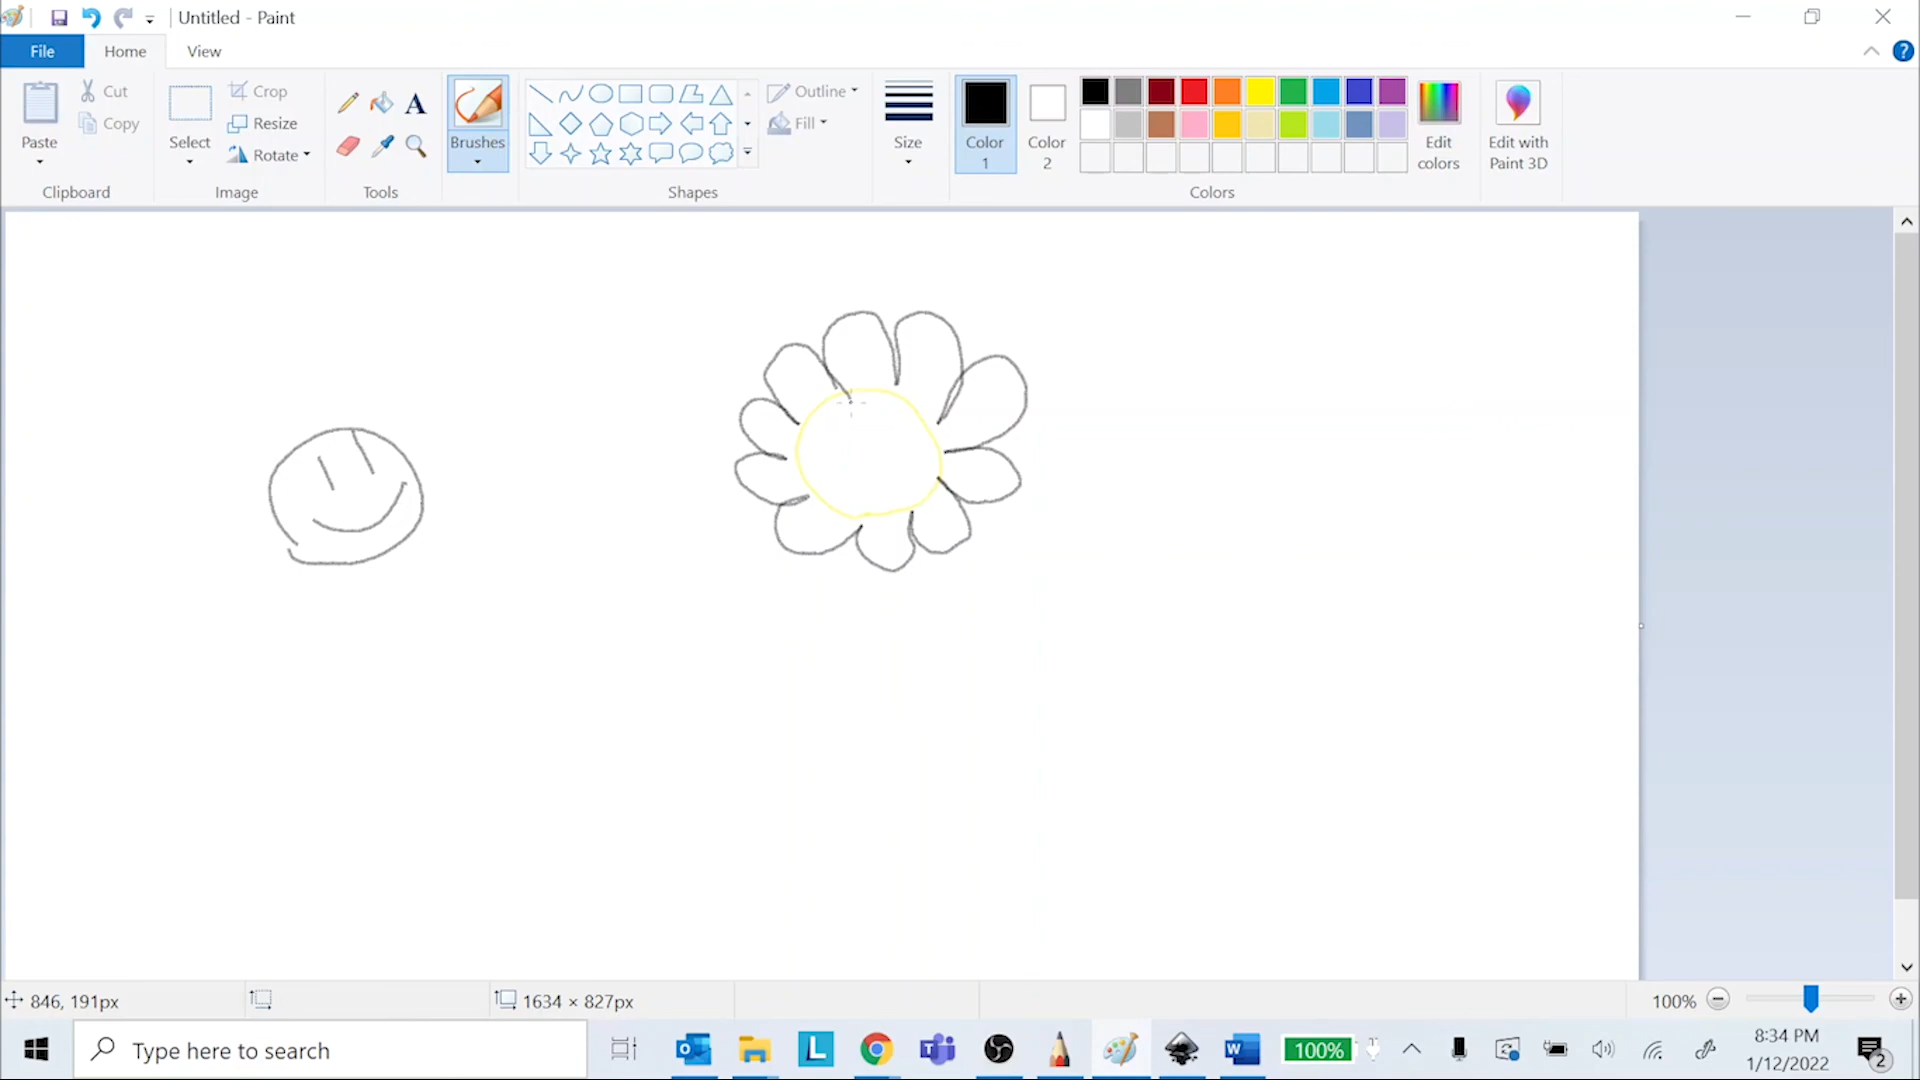 Untitled - Paint
File Home View
Paste
Cut
Copy
Clipboard
Select
Crop
Resize
Rotate
Image
A
Tools
Brushes
Outline
Fill
Shapes
Size
Color 1
Color 2
Edit colors
Colors
Edit with Paint 3D
846, 191px
1634 × 827px
100%
Type here to search
L
W
100%
8:34 PM
1/12/2022
2